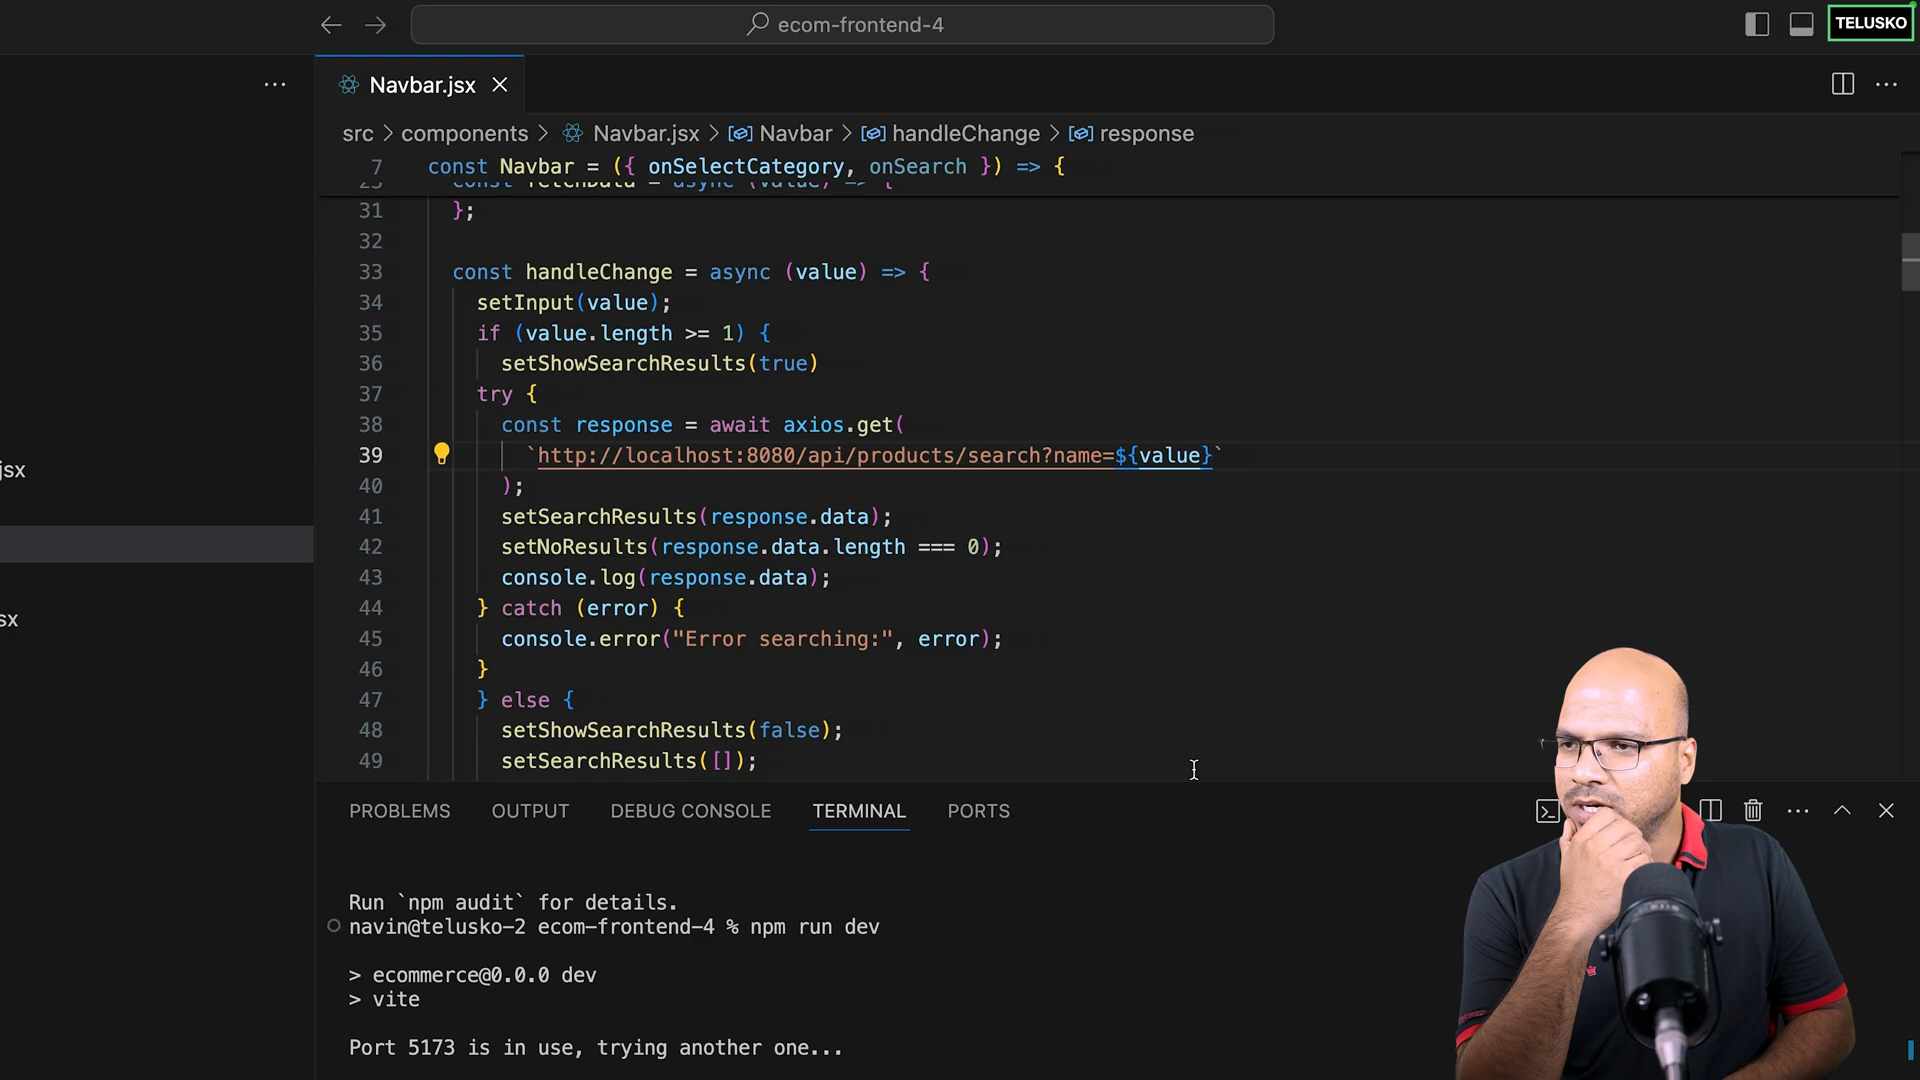 ecom-frontend-4
TELUSKO
Navbar.jsx
src > components > Navbar.jsx > Navbar > handleChange > response
7 const Navbar = ({ onSelectCategory, onSearch }) => {
31 };
32
33 const handleChange = async (value) => {
34 setInput(value);
35 if (value.length >= 1) {
36 setShowSearchResults(true)
37 try {
38 const response = await axios.get(
39 `http://localhost:8080/api/products/search?name=${value}`
40 );
41 setSearchResults(response.data);
42 setNoResults(response.data.length === 0);
43 console.log(response.data);
44 } catch (error) {
45 console.error("Error searching:", error);
46 }
47 } else {
48 setShowSearchResults(false);
49 setSearchResults([]);
jsx
sx
PROBLEMS OUTPUT DEBUG CONSOLE TERMINAL PORTS
Run `npm audit` for details.
navin@telusko-2 ecom-frontend-4 % npm run dev
> ecommerce@0.0.0 dev
> vite
Port 5173 is in use, trying another one...